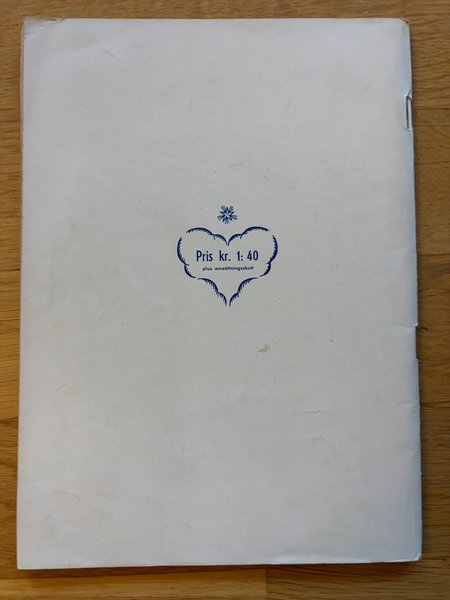 Pris kr. 1: 40
plus omsättningsskatt